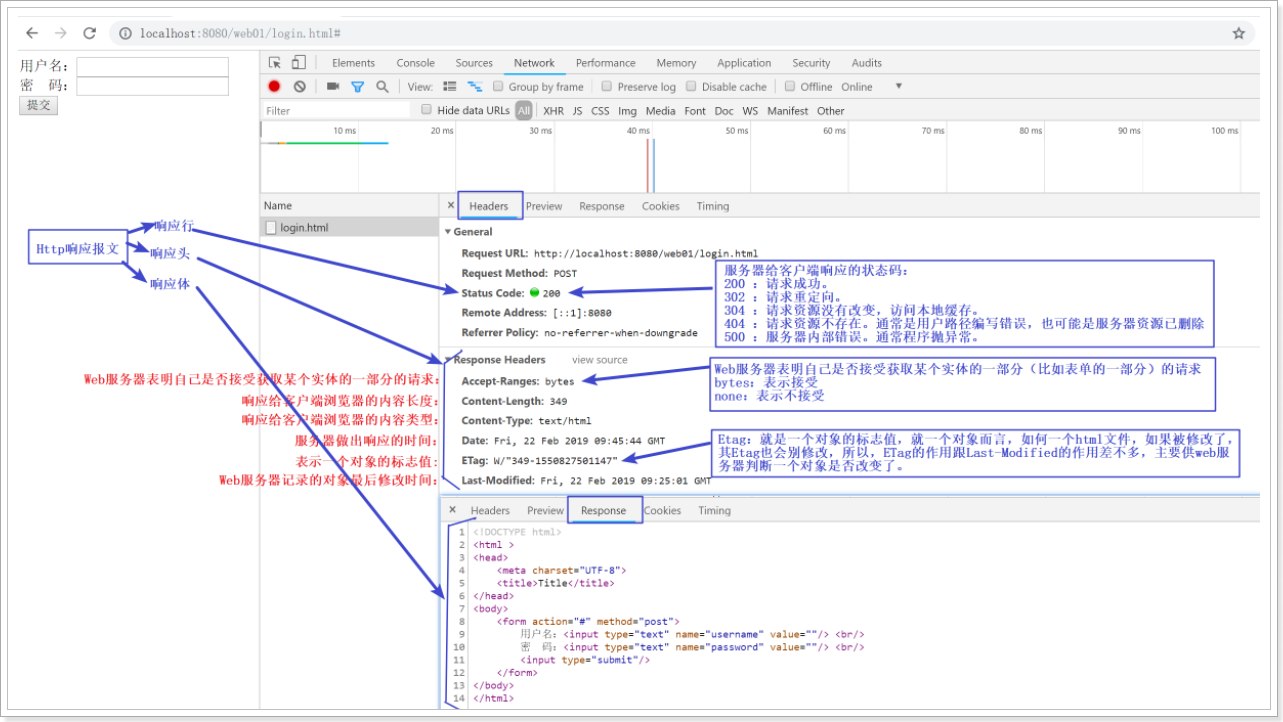 localhost:8080/web01/login.html#
用户名：
密 码：
提交
Elements Console Sources Network Performance Memory Application Security Audits
View: Group by frame Preserve log Disable cache Offline Online
Filter Hide data URLs All XHR JS CSS Img Media Font Doc WS Manifest Other
10 ms 20 ms 30 ms 40 ms 50 ms 60 ms 70 ms 80 ms 90 ms 100 ms
Name
login.html
× Headers Preview Response Cookies Timing
Http响应报文
响应行
响应头
响应体
General
Request URL: http://localhost:8080/web01/login.html
Request Method: POST
Status Code: 200
Remote Address: [::1]:8080
Referrer Policy: no-referrer-when-downgrade
服务器给客户端响应的状态码：
200 ：请求成功。
302 ：请求重定向。
304 ：请求资源没有改变，访问本地缓存。
404 ：请求资源不存在。通常是用户路径编写错误，也可能是服务器资源已删除
500 ：服务器内部错误。通常程序抛异常。
Response Headers view source
Accept-Ranges: bytes
Content-Length: 349
Content-Type: text/html
Date: Fri, 22 Feb 2019 09:45:44 GMT
ETag: W/"349-1550827501147"
Last-Modified: Fri, 22 Feb 2019 09:25:01 GMT
Web服务器表明自己是否接受获取某个实体的一部分的请求：
响应给客户端浏览器的内容长度：
响应给客户端浏览器的内容类型：
服务器做出响应的时间：
表示一个对象的标志值：
Web服务器记录的对象最后修改时间：
Web服务器表明自己是否接受获取某个实体的一部分（比如表单的一部分）的请求
bytes：表示接受
none：表示不接受
Etag：就是一个对象的标志值，就一个对象而言，如何一个html文件，如果被修改了，
其Etag也会别修改，所以，ETag的作用跟Last-Modified的作用差不多，主要供web服
务器判断一个对象是否改变了。
× Headers Preview Response Cookies Timing
1 <!DOCTYPE html>
2 <html >
3 <head>
4 <meta charset="UTF-8">
5 <title>Title</title>
6 </head>
7 <body>
8 <form action="#" method="post">
9 用户名：<input type="text" name="username" value=""/> <br/>
10 密 码：<input type="text" name="password" value=""/> <br/>
11 <input type="submit"/>
12 </form>
13 </body>
14 </html>